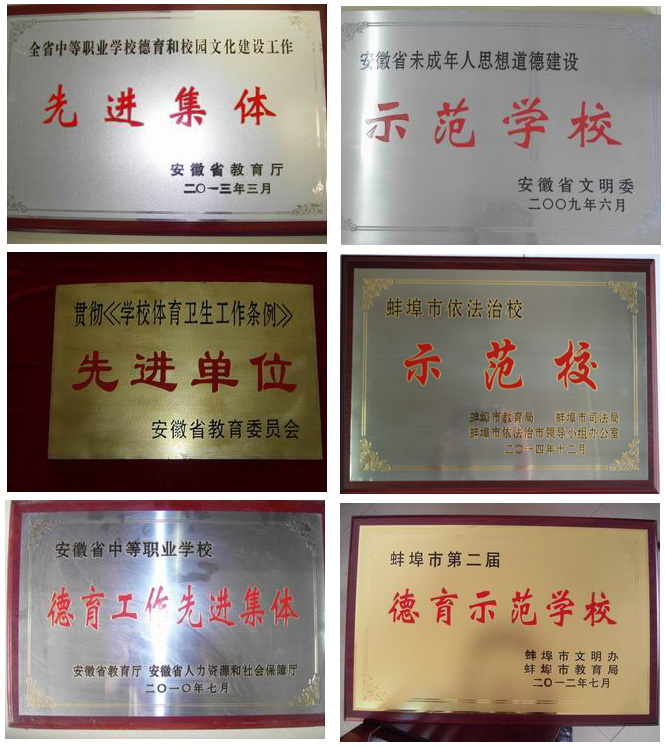 全省中等职业学校德育和校园文化建设工作
先进集体
安徽省教育厅
二〇一三年三月
安徽省未成年人思想道德建设
示范学校
安徽省文明委
二〇〇九年六月
贯彻《学校体育卫生工作条例》
先进单位
安徽省教育委员会
蚌埠市依法治校
示范校
蚌埠市教育局 蚌埠市司法局
蚌埠市依法治市领导小组办公室
二〇一四年十二月
安徽省中等职业学校
德育工作先进集体
安徽省教育厅 安徽省人力资源和社会保障厅
二〇一〇年七月
蚌埠市第二届
德育示范学校
蚌埠市文明办
蚌埠市教育局
二〇一二年七月